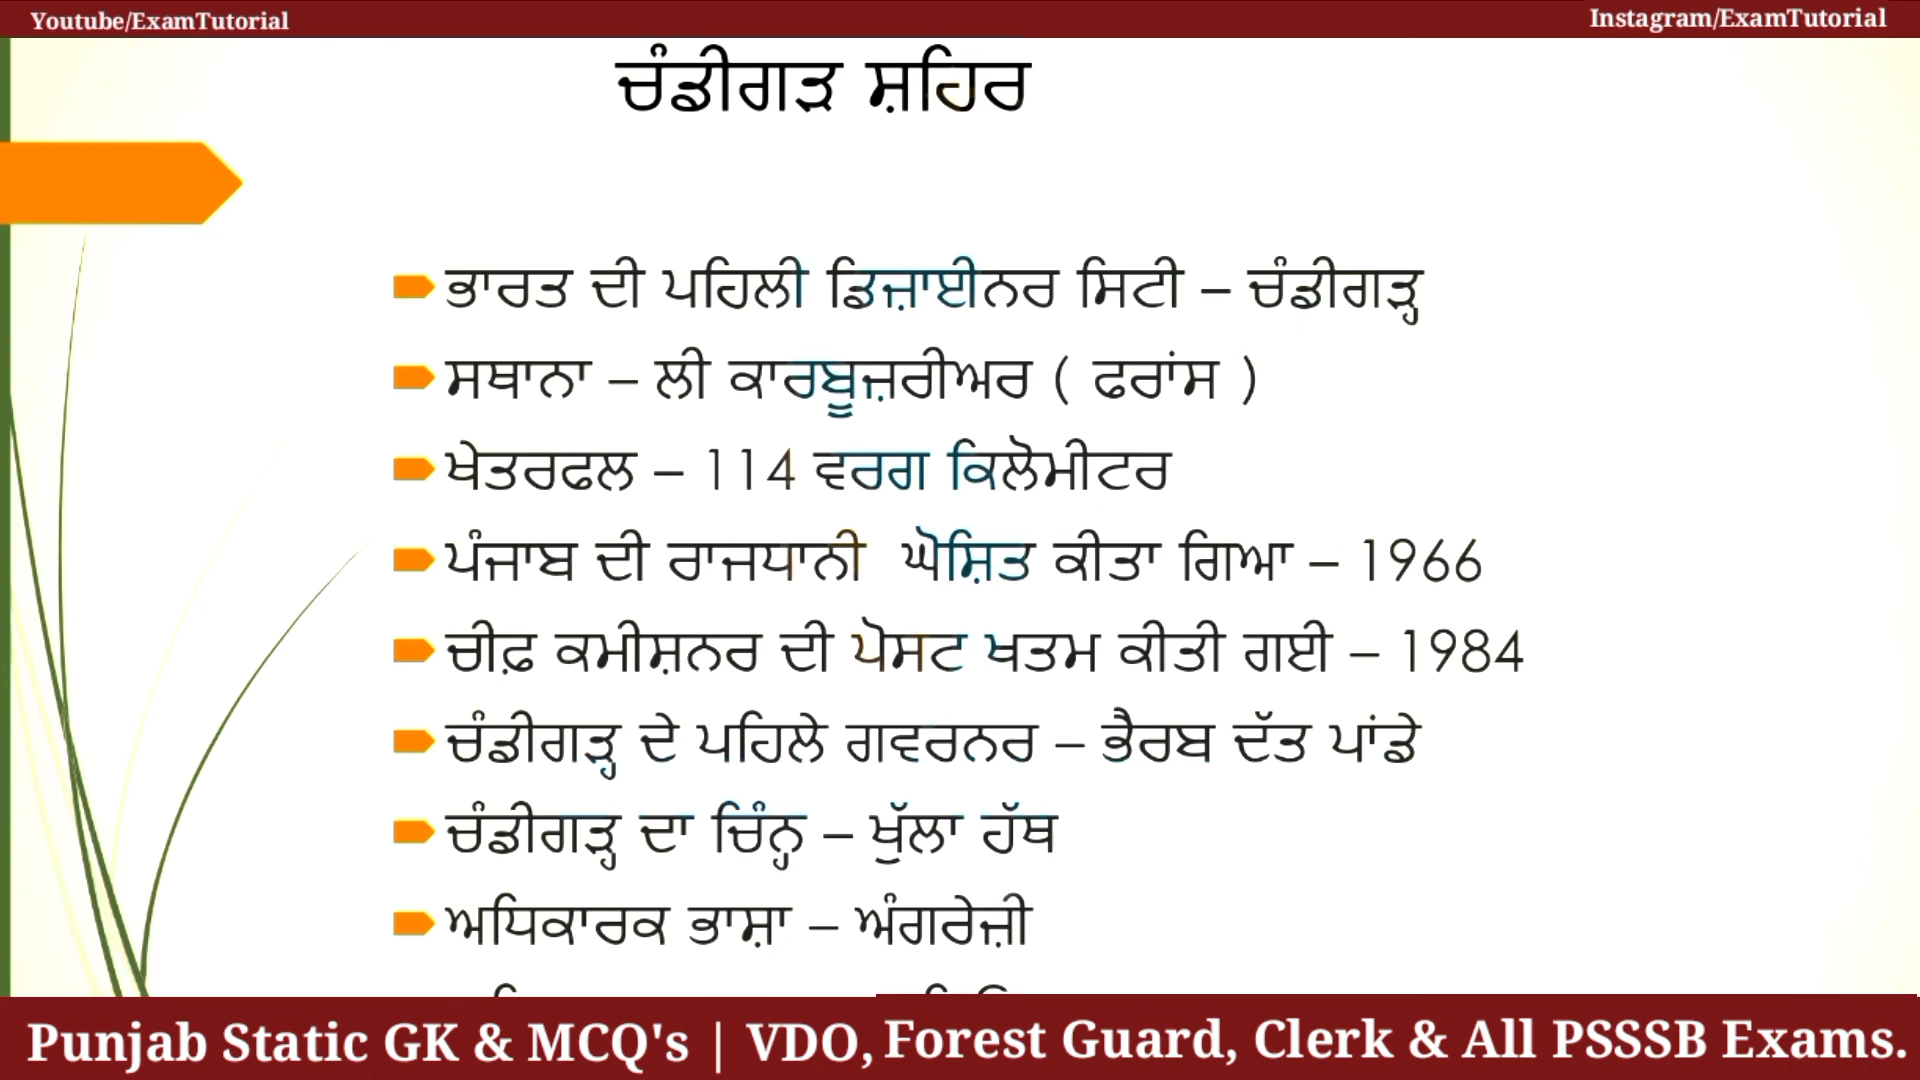 Youtube/ExamTutorial
Instagram/ExamTutorial
ਚੰਡੀਗੜ ਸ਼ਹਿਰ
ਭਾਰਤ ਦੀ ਪਹਿਲੀ ਡਿਜ਼ਾਈਨਰ ਸਿਟੀ – ਚੰਡੀਗੜ੍ਹ
ਸਥਾਨਾ – ਲੀ ਕਾਰਬੂਜ਼ਰੀਅਰ ( ਫਰਾਂਸ )
ਖੇਤਰਫਲ – 114 ਵਰਗ ਕਿਲੋਮੀਟਰ
ਪੰਜਾਬ ਦੀ ਰਾਜਧਾਨੀ ਘੋਸ਼ਿਤ ਕੀਤਾ ਗਿਆ – 1966
ਚੀਫ਼ ਕਮੀਸ਼ਨਰ ਦੀ ਪੋਸਟ ਖਤਮ ਕੀਤੀ ਗਈ – 1984
ਚੰਡੀਗੜ੍ਹ ਦੇ ਪਹਿਲੇ ਗਵਰਨਰ – ਭੈਰਬ ਦੱਤ ਪਾਂਡੇ
ਚੰਡੀਗੜ੍ਹ ਦਾ ਚਿੰਨ੍ਹ – ਖੁੱਲਾ ਹੱਥ
ਅਧਿਕਾਰਕ ਭਾਸ਼ਾ – ਅੰਗਰੇਜ਼ੀ
Punjab Static GK & MCQ's | VDO, Forest Guard, Clerk & All PSSSB Exams.